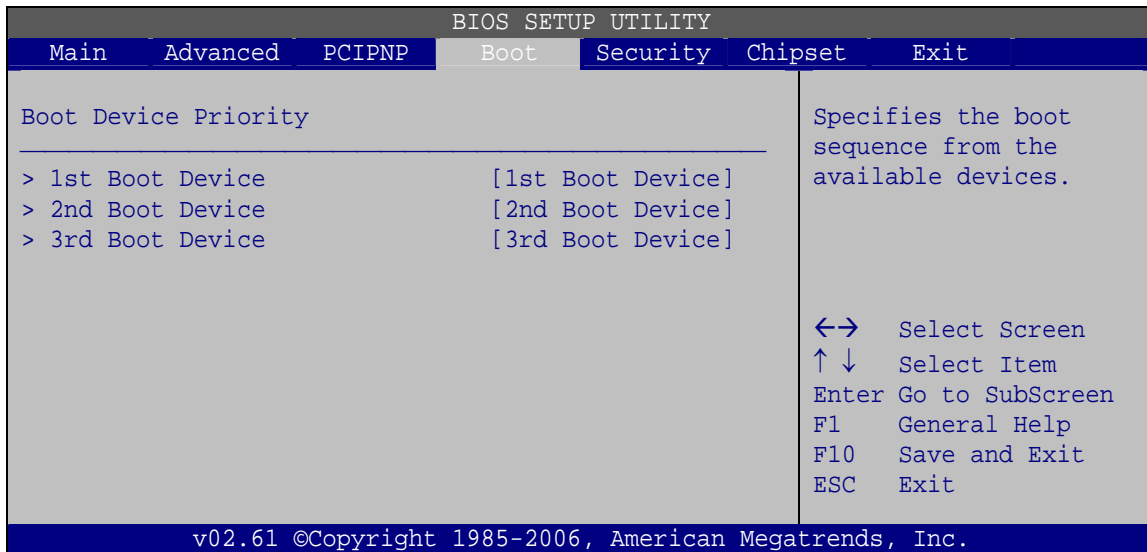 BIOS SETUP UTILITY
Main Advanced PCIPNP Boot Security Chipset Exit
Boot Device Priority
> 1st Boot Device [1st Boot Device]
> 2nd Boot Device [2nd Boot Device]
> 3rd Boot Device [3rd Boot Device]
Specifies the boot
sequence from the
available devices.
←→ Select Screen
↑ ↓ Select Item
Enter Go to SubScreen
F1 General Help
F10 Save and Exit
ESC Exit
v02.61 ©Copyright 1985-2006, American Megatrends, Inc.